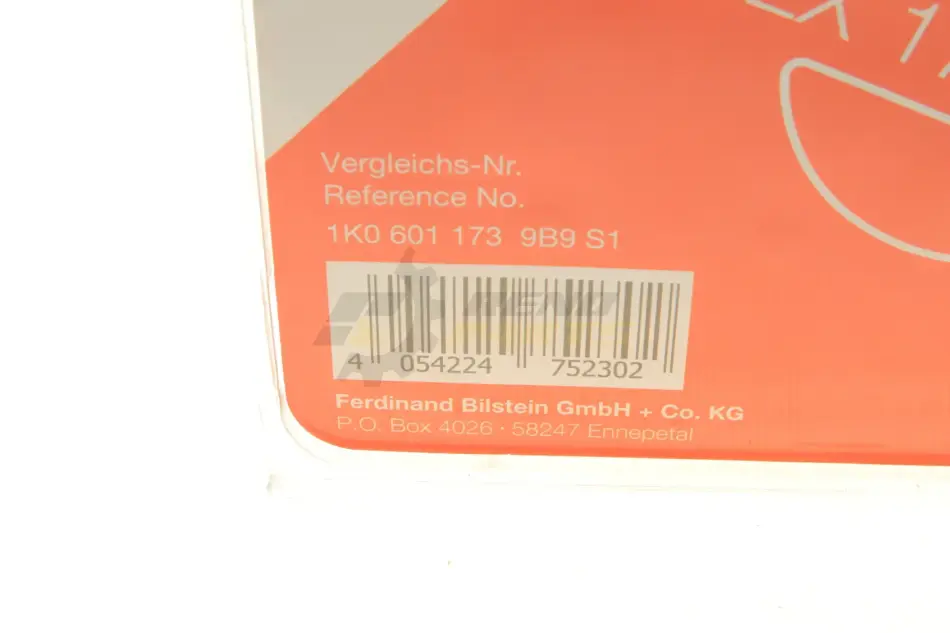 Vergleichs-Nr.
Reference No.
1K0 601 173 9B9 S1
4 054224 752302
Ferdinand Bilstein GmbH + Co. KG
P.O. Box 4026 · 58247 Ennepetal